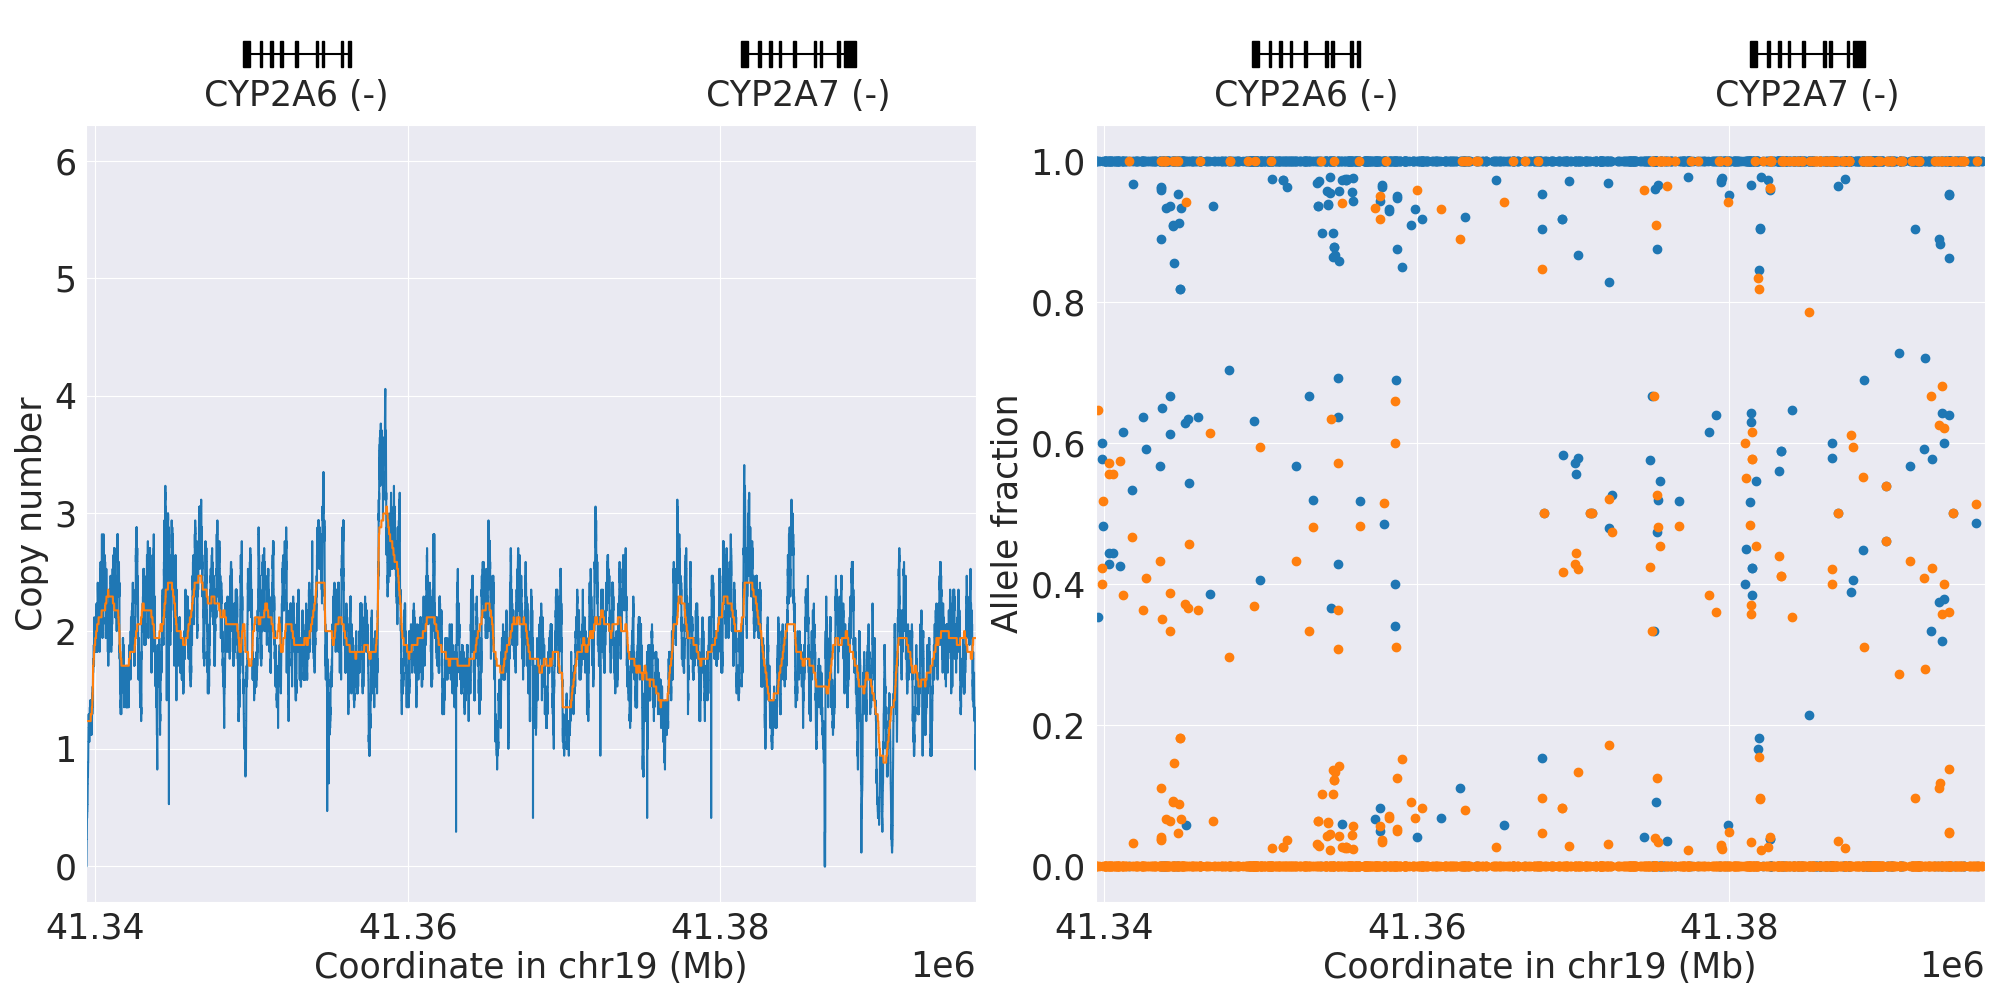 CYP2A6 (-)
CYP2A7 (-)
6
5
4
3
2
1
0
Copy number
41.34
41.36
41.38
Coordinate in chr19 (Mb)
1e6
CYP2A6 (-)
CYP2A7 (-)
1.0
0.8
0.6
0.4
0.2
0.0
Allele fraction
41.34
41.36
41.38
Coordinate in chr19 (Mb)
1e6